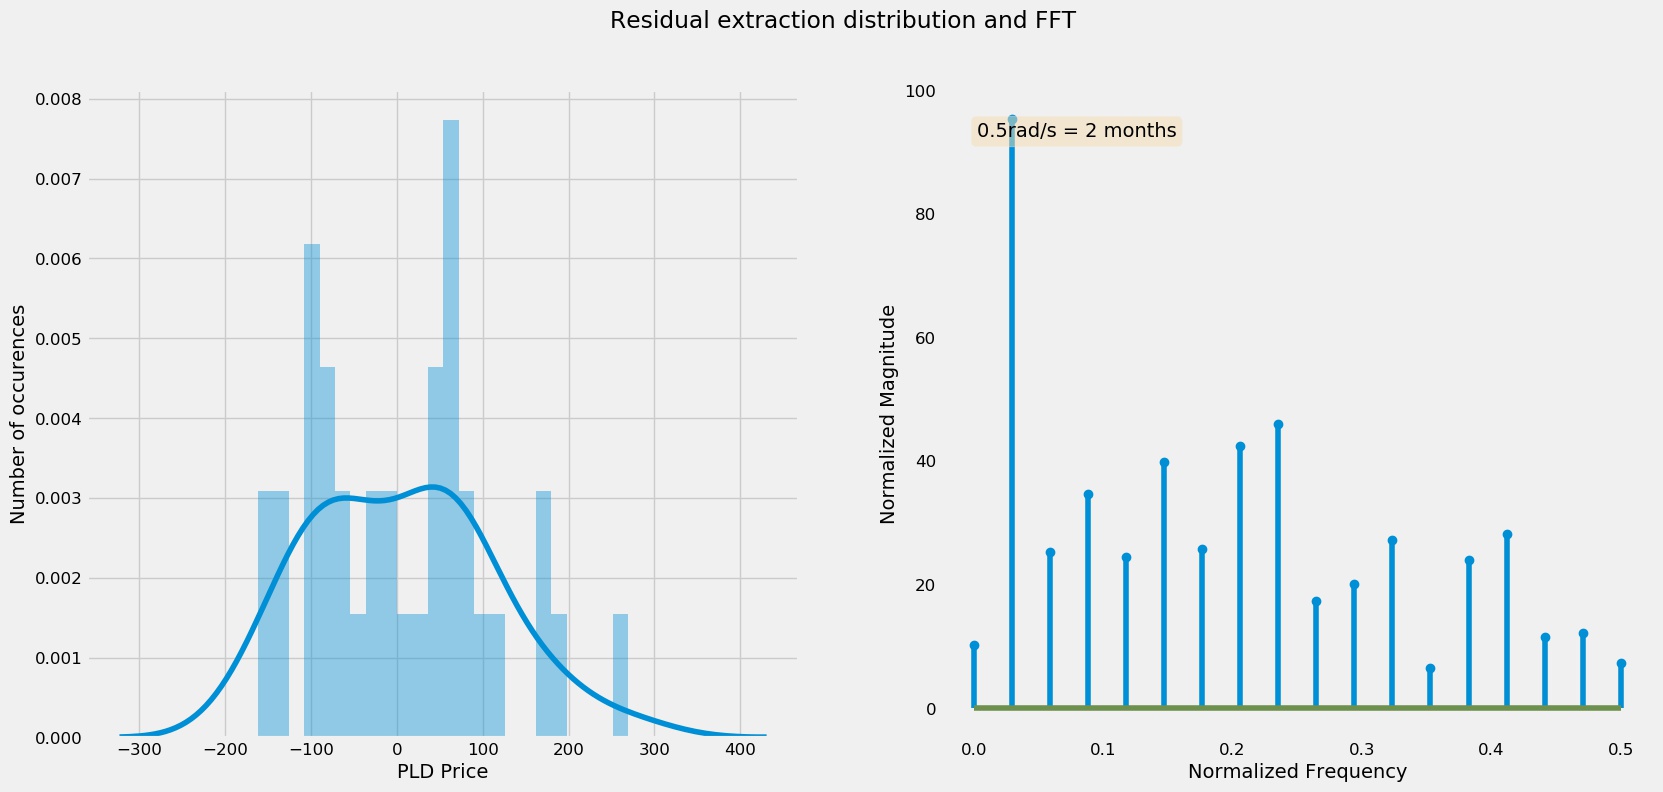 Residual extraction distribution and FFT
Number of occurences
0.008
0.007
0.006
0.005
0.004
0.003
0.002
0.001
0.000
−300 −200 −100 0 100 200 300 400
PLD Price
Normalized Magnitude
100
80
60
40
20
0
0.5rad/s = 2 months
0.0 0.1 0.2 0.3 0.4 0.5
Normalized Frequency